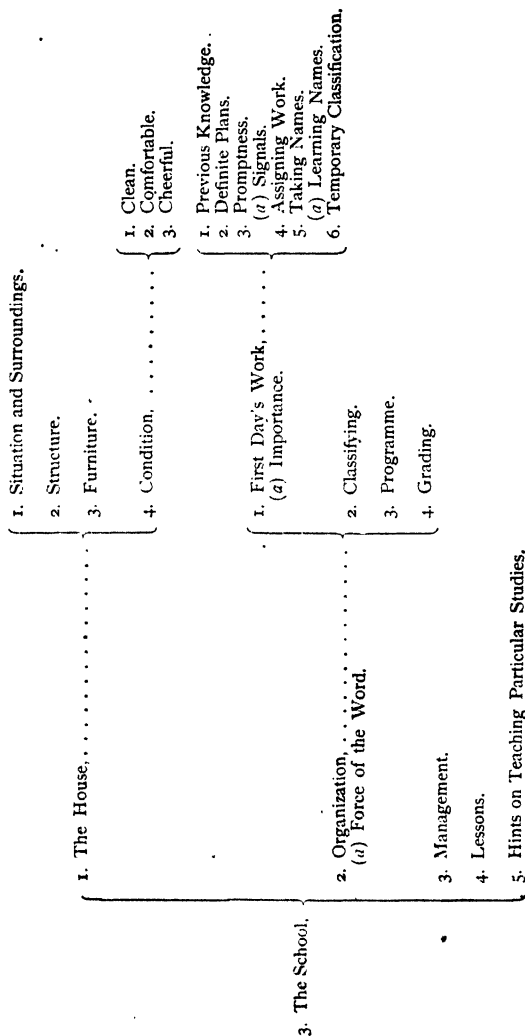 3. The School.
1. The House, . . . . . . . . . . . . . . . .
1. Situation and Surroundings.
2. Structure.
3. Furniture.
4. Condition, . . . . . . . . .
1. Clean.
2. Comfortable.
3. Cheerful.
2. Organization, . . . . . . . . . . . . . . . .
(a) Force of the Word.
1. First Day's Work, . . . . .
(a) Importance.
1. Previous Knowledge.
2. Definite Plans.
3. Promptness.
(a) Signals.
4. Assigning Work.
5. Taking Names.
(a) Learning Names.
6. Temporary Classification.
2. Classifying.
3. Programme.
4. Grading.
3. Management.
4. Lessons.
5. Hints on Teaching Particular Studies.